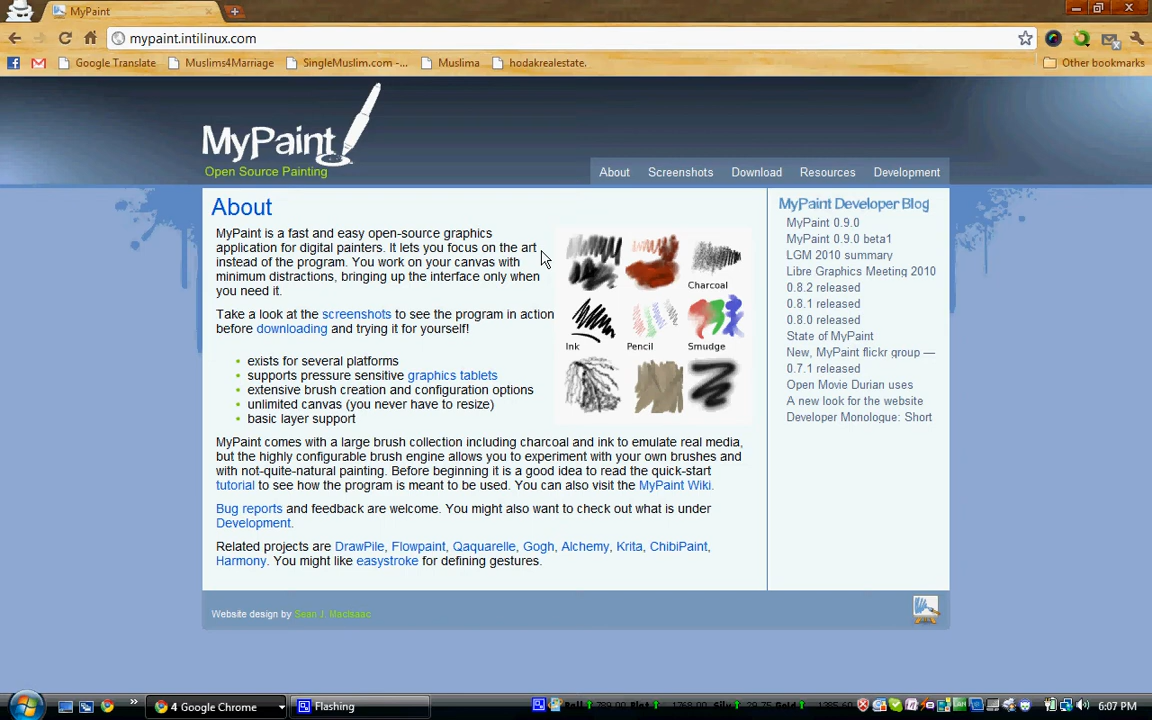 MyPaint
mypaint.intilinux.com
Google Translate
Muslims4Marriage
SingleMuslim.com -...
Muslima
hodakrealestate.
Other bookmarks
MyPaint
Open Source Painting
About
Screenshots
Download
Resources
Development
About
MyPaint is a fast and easy open-source graphics
application for digital painters. It lets you focus on the art
instead of the program. You work on your canvas with
minimum distractions, bringing up the interface only when
you need it.
Take a look at the screenshots to see the program in action
before downloading and trying it for yourself!
exists for several platforms
supports pressure sensitive graphics tablets
extensive brush creation and configuration options
unlimited canvas (you never have to resize)
basic layer support
Charcoal
Ink
Pencil
Smudge
MyPaint comes with a large brush collection including charcoal and ink to emulate real media,
but the highly configurable brush engine allows you to experiment with your own brushes and
with not-quite-natural painting. Before beginning it is a good idea to read the quick-start
tutorial to see how the program is meant to be used. You can also visit the MyPaint Wiki.
Bug reports and feedback are welcome. You might also want to check out what is under
Development.
Related projects are DrawPile, Flowpaint, Qaquarelle, Gogh, Alchemy, Krita, ChibiPaint,
Harmony. You might like easystroke for defining gestures.
MyPaint Developer Blog
MyPaint 0.9.0
MyPaint 0.9.0 beta1
LGM 2010 summary
Libre Graphics Meeting 2010
0.8.2 released
0.8.1 released
0.8.0 released
State of MyPaint
New, MyPaint flickr group —
0.7.1 released
Open Movie Durian uses
A new look for the website
Developer Monologue: Short
Website design by Sean J. MacIsaac
4 Google Chrome
Flashing
6:07 PM